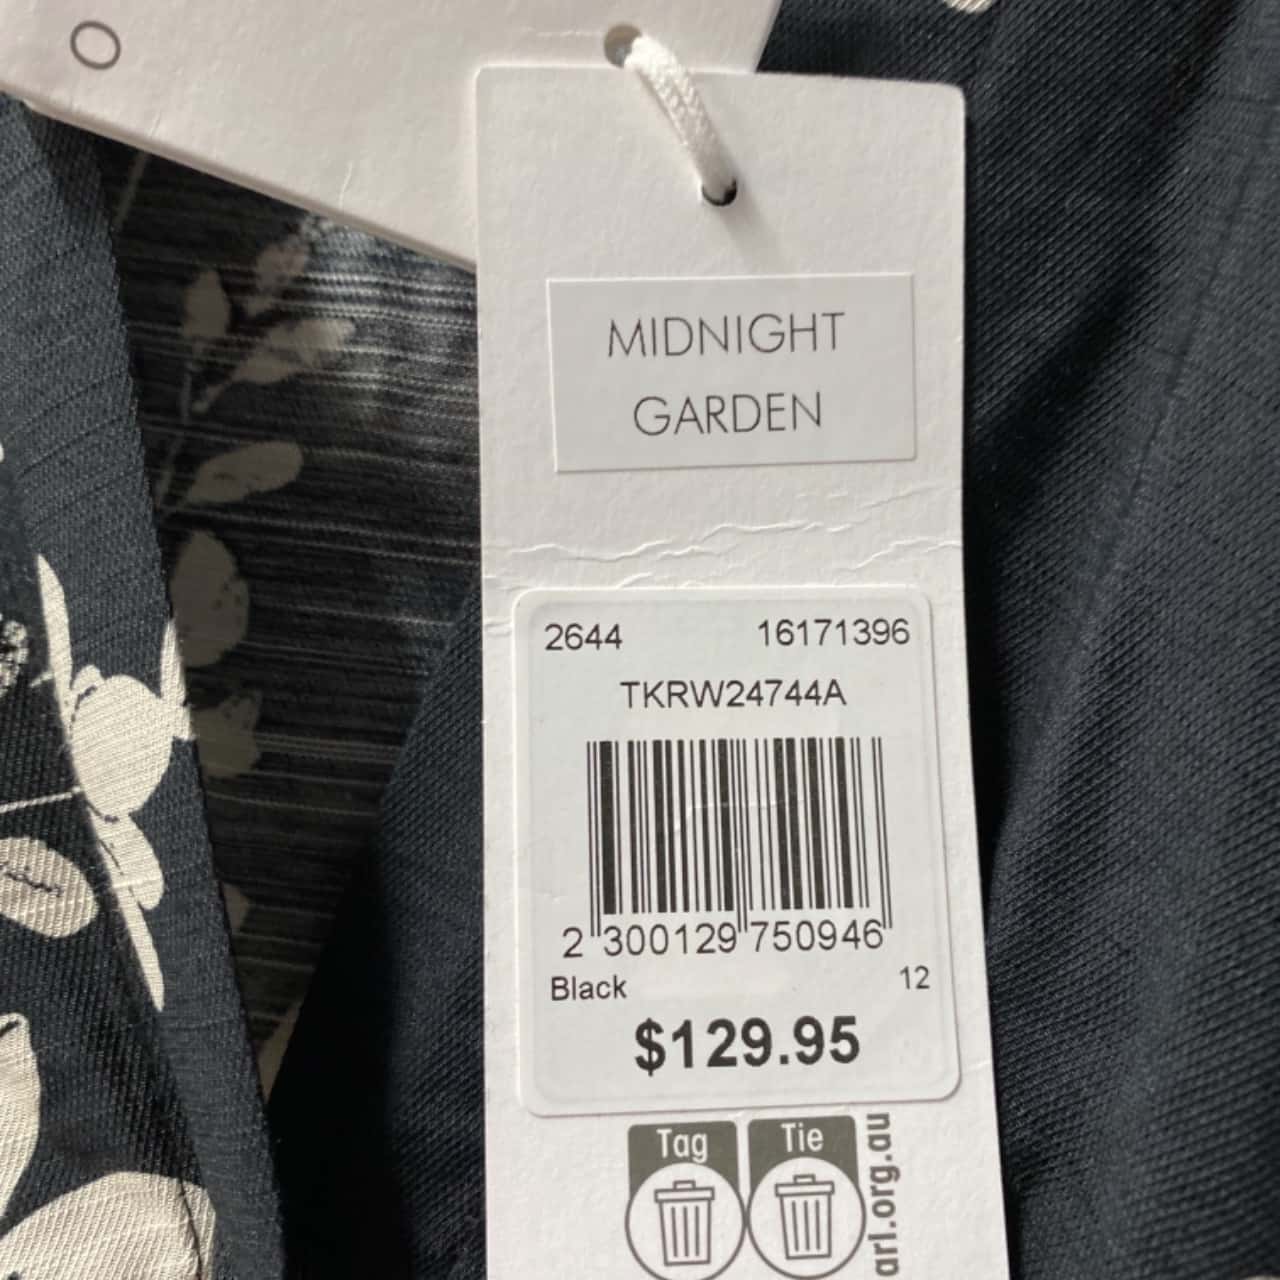 O
MIDNIGHT
GARDEN
2644 16171396
TKRW24744A
2 300129 750946
Black 12
$129.95
Tag Tie
arl.org.au